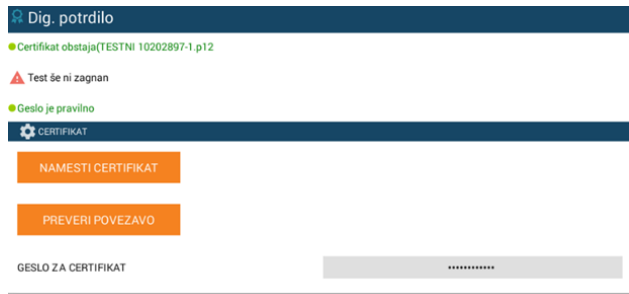 Dig. potrdilo
Certifikat obstaja(TESTNI 10202897-1.p12
Test še ni zagnan
Geslo je pravilno
CERTIFIKAT
NAMESTI CERTIFIKAT
PREVERI POVEZAVO
GESLO ZA CERTIFIKAT ••••••••••••